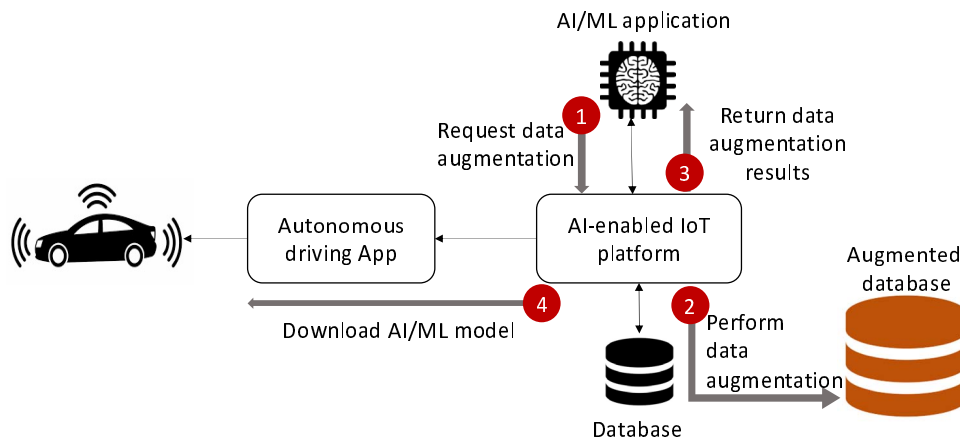 AI/ML application
1
Request data
augmentation
Return data
augmentation
results
3
Autonomous
driving App
AI-enabled IoT
platform
Augmented
database
4
Download AI/ML model
2
Perform
data
augmentation
Database